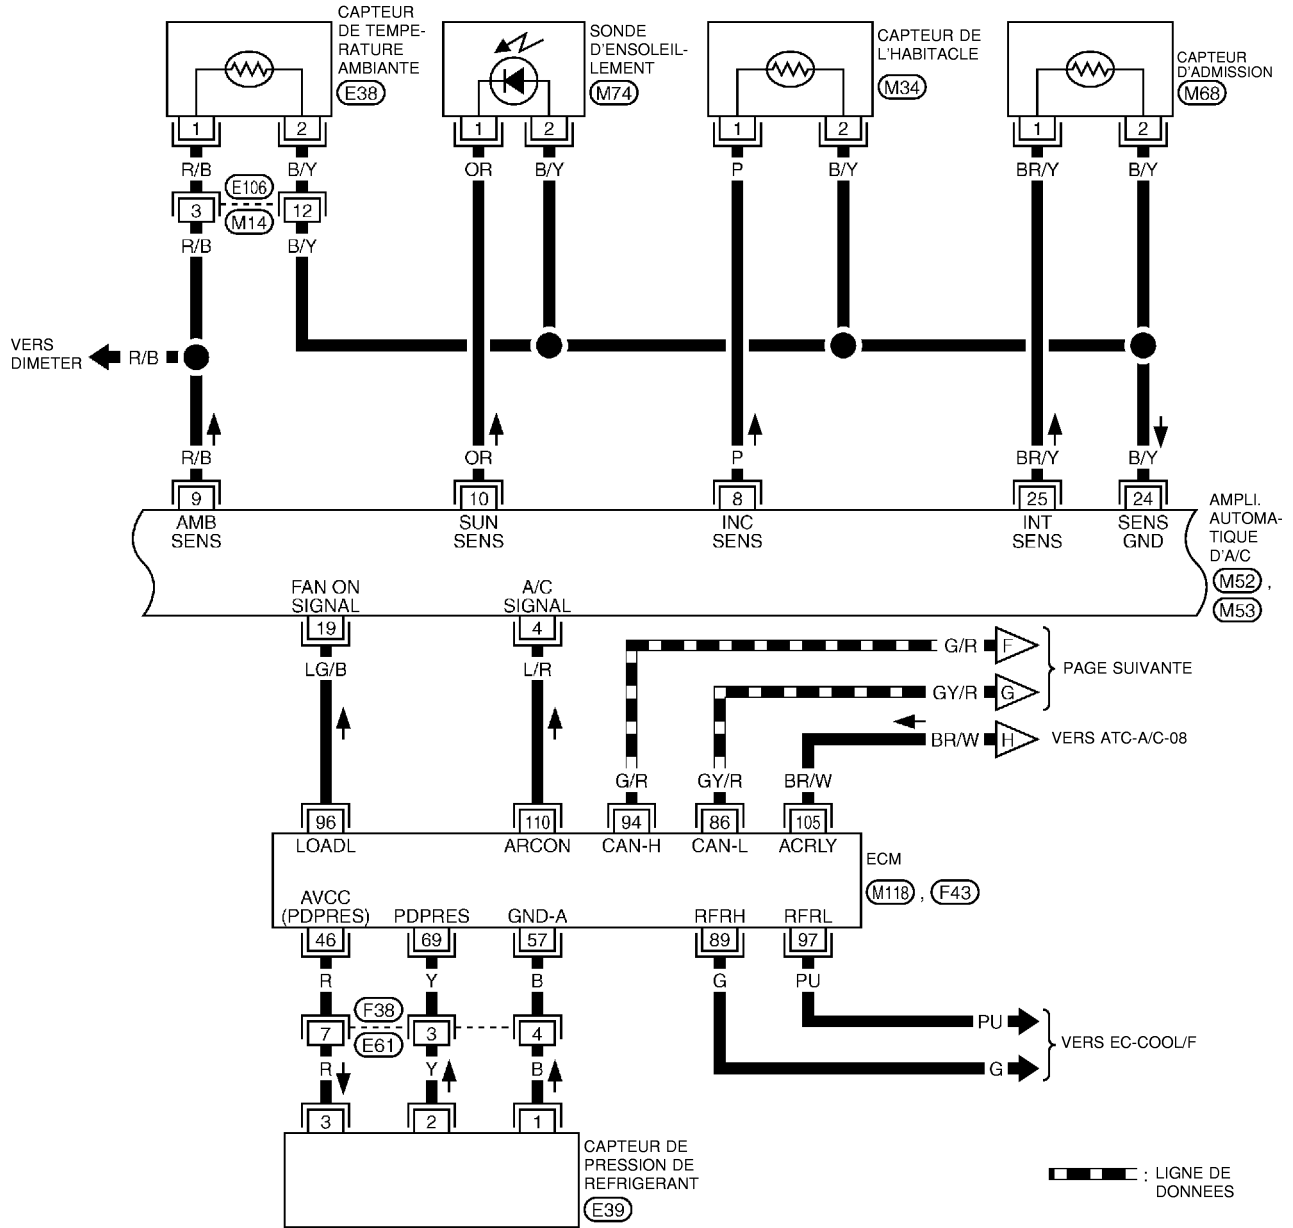 CAPTEUR
DE TEMPE-
RATURE
AMBIANTE
E38
SONDE
D'ENSOLEIL-
LEMENT
M74
CAPTEUR DE
L'HABITACLE
M34
CAPTEUR
D'ADMISSION
M68
1 2 1 2 1 2 1 2
R/B B/Y OR B/Y P B/Y BR/Y B/Y
E106
3 12
M14
R/B B/Y
VERS
DIMETER
R/B
R/B OR P BR/Y B/Y
9 10 8 25 24
AMB
SENS
SUN
SENS
INC
SENS
INT
SENS
SENS
GND
AMPLI.
AUTOMA-
TIQUE
D'A/C
M52 ,
M53
FAN ON
SIGNAL
A/C
SIGNAL
19 4
LG/B L/R
G/R F
GY/R G
PAGE SUIVANTE
BR/W H VERS ATC-A/C-08
G/R GY/R BR/W
96 110 94 86 105
LOADL ARCON CAN-H CAN-L ACRLY
ECM
M118 , F43
AVCC
(PDPRES) PDPRES GND-A RFRH RFRL
46 69 57 89 97
R Y B G PU
F38
7 3 4
E61
R Y B
PU
G
VERS EC-COOL/F
3 2 1
CAPTEUR DE
PRESSION DE
REFRIGERANT
E39
: LIGNE DE
DONNEES